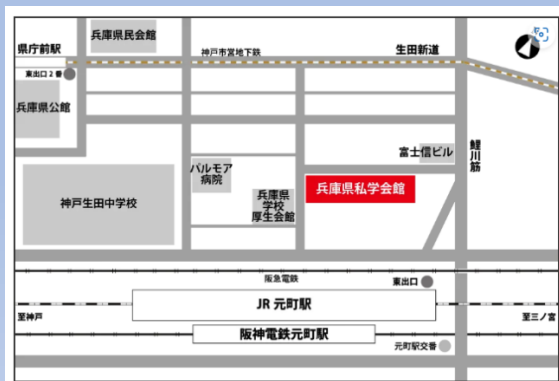 兵庫県民会館
県庁前駅
神戸市営地下鉄
生田新道
東出口2番
兵庫県公館
鯉川筋
富士信ビル
パルモア
病院
兵庫県私学会館
神戸生田中学校
兵庫県
学校
厚生会館
阪急電鉄
東出口
JR 元町駅
至神戸
至三ノ宮
阪神電鉄元町駅
元町駅交番